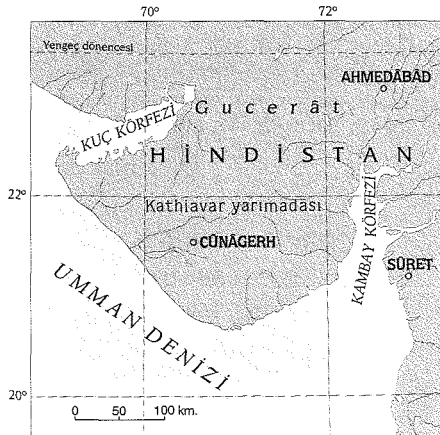 70°
72°
Yengeç dönencesi
AHMEDÂBÂD
Gucerât
KUÇ KÖRFEZİ
HİNDİSTAN
22°
Kathiavar yarımadası
CÛNÂGERH
KAMBAY KÖRFEZİ
SÛRET
UMMAN DENİZİ
20°
0 50 100 km.